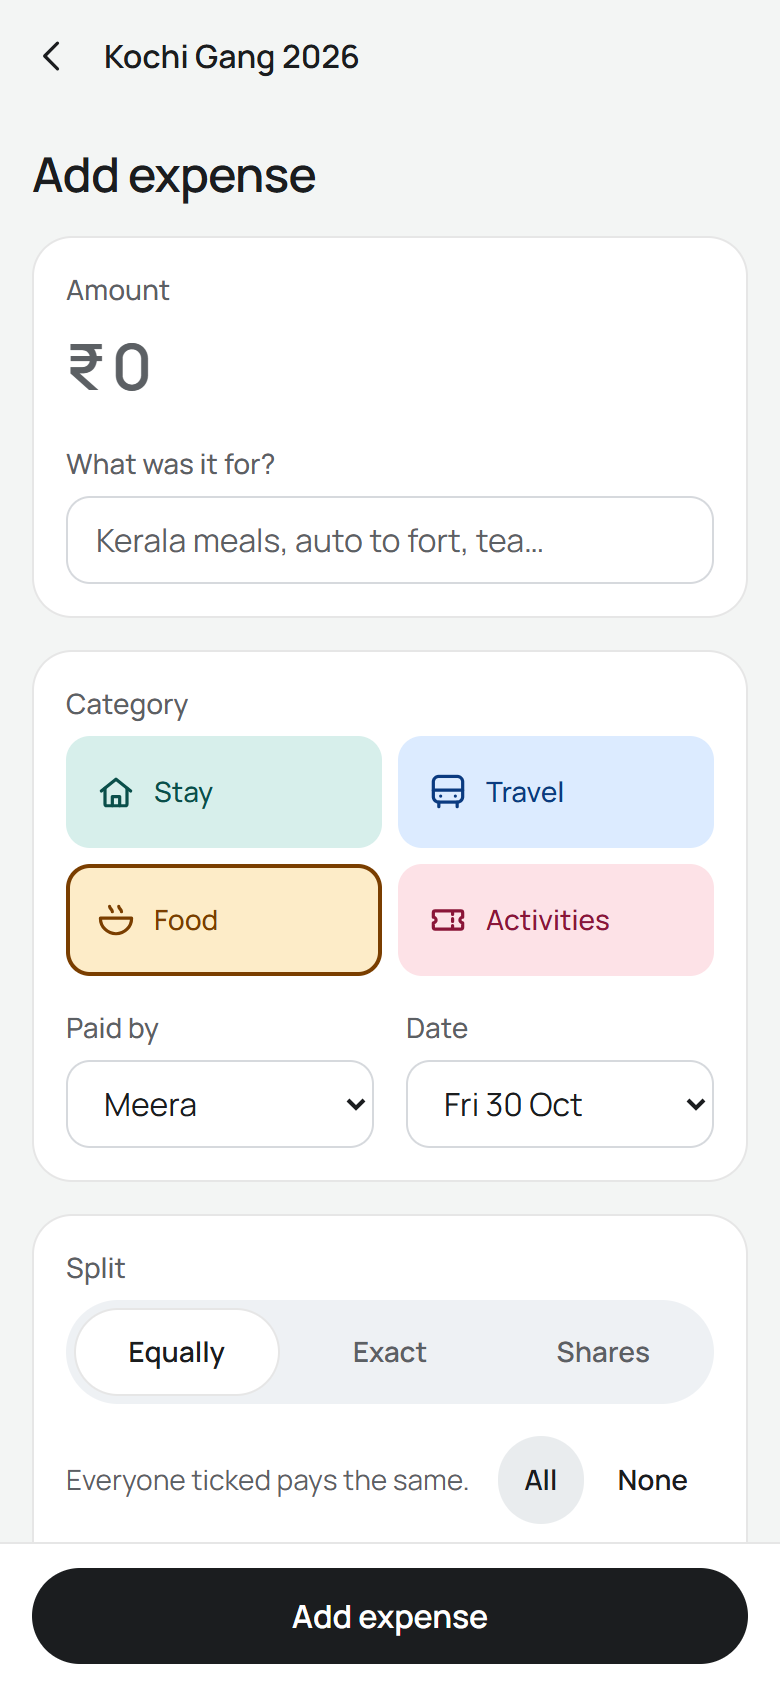 Kochi Gang 2026
Add expense
Amount
₹ 0
What was it for?
Kerala meals, auto to fort, tea...
Category
Stay
Travel
Food
Activities
Paid by
Date
Meera
Fri 30 Oct
Split
Equally
Exact
Shares
Everyone ticked pays the same.
All
None
Add expense